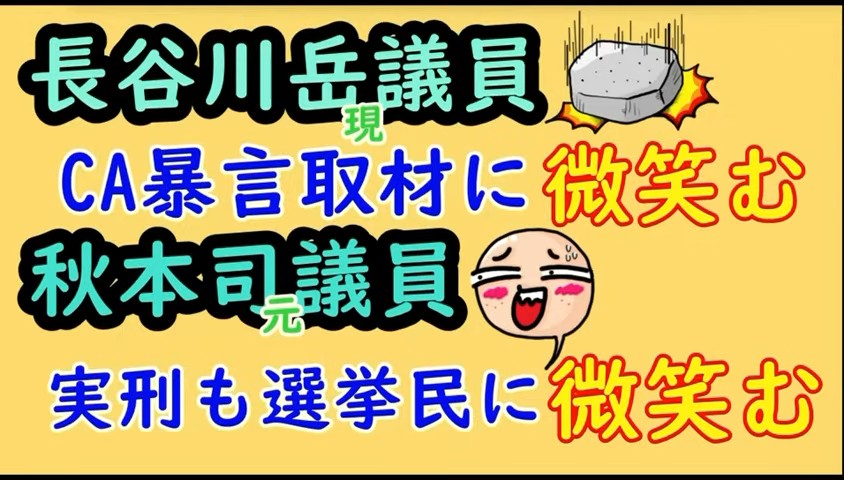 長谷川岳議員
現
CA暴言取材に微笑む
秋本司議員
元
実刑も選挙民に微笑む